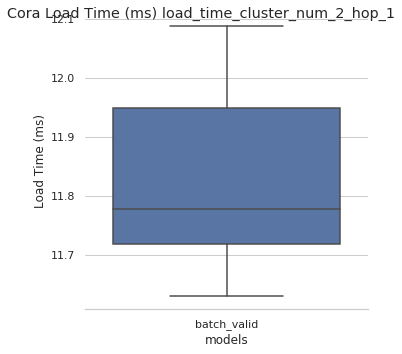 Cora Load Time (ms) load_time_cluster_num_2_hop_1
12.1
12.0
11.9
11.8
11.7
Load Time (ms)
batch_valid
models